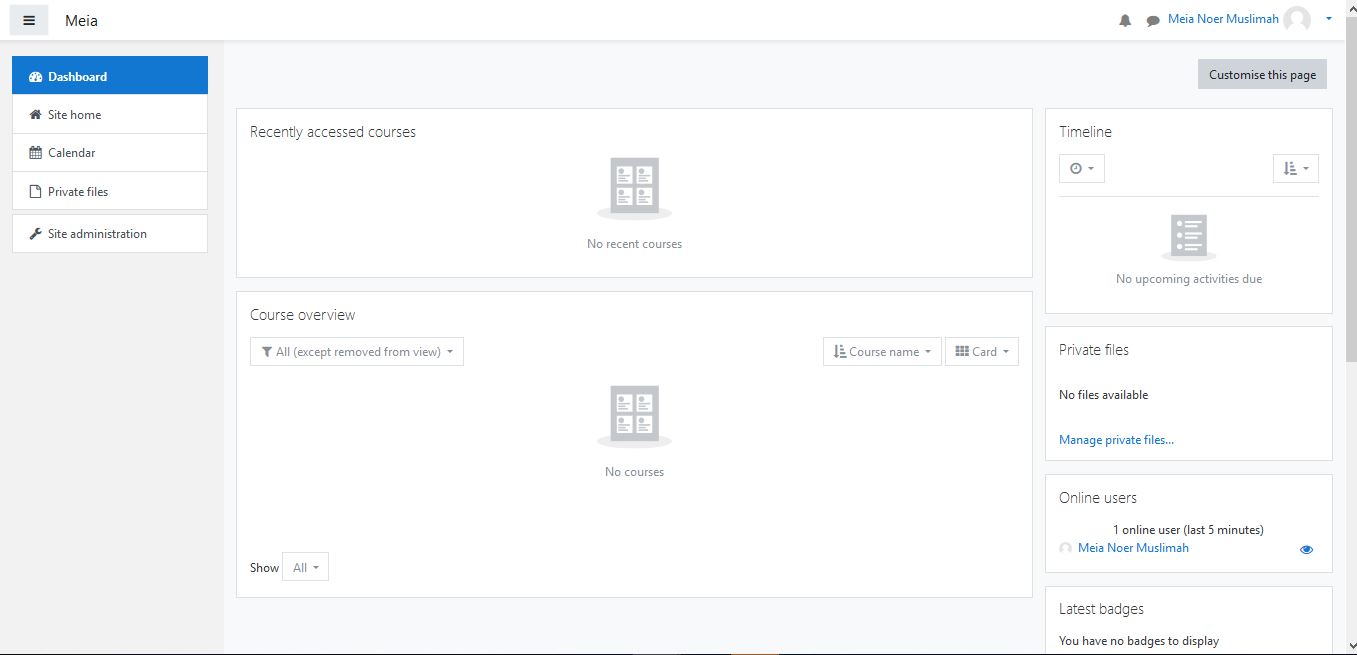 Meia
Meia Noer Muslimah
Dashboard
Site home
Calendar
Private files
Site administration
Customise this page
Recently accessed courses
No recent courses
Course overview
All (except removed from view)
Course name
Card
No courses
Show All
Timeline
No upcoming activities due
Private files
No files available
Manage private files...
Online users
1 online user (last 5 minutes)
Meia Noer Muslimah
Latest badges
You have no badges to display